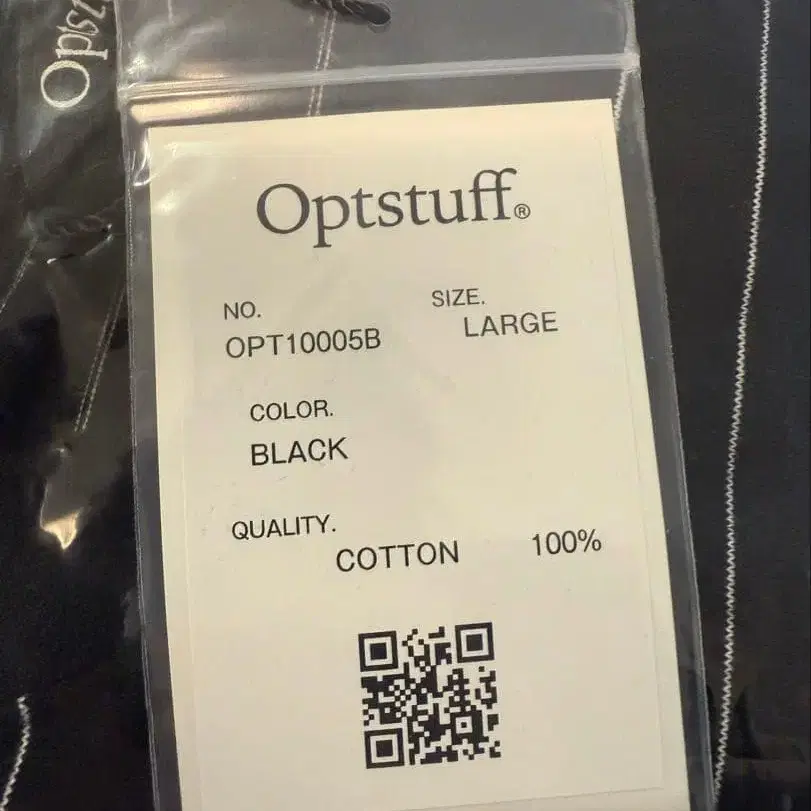 Optstuff®
NO.
OPT10005B
SIZE.
LARGE
COLOR.
BLACK
QUALITY.
COTTON 100%